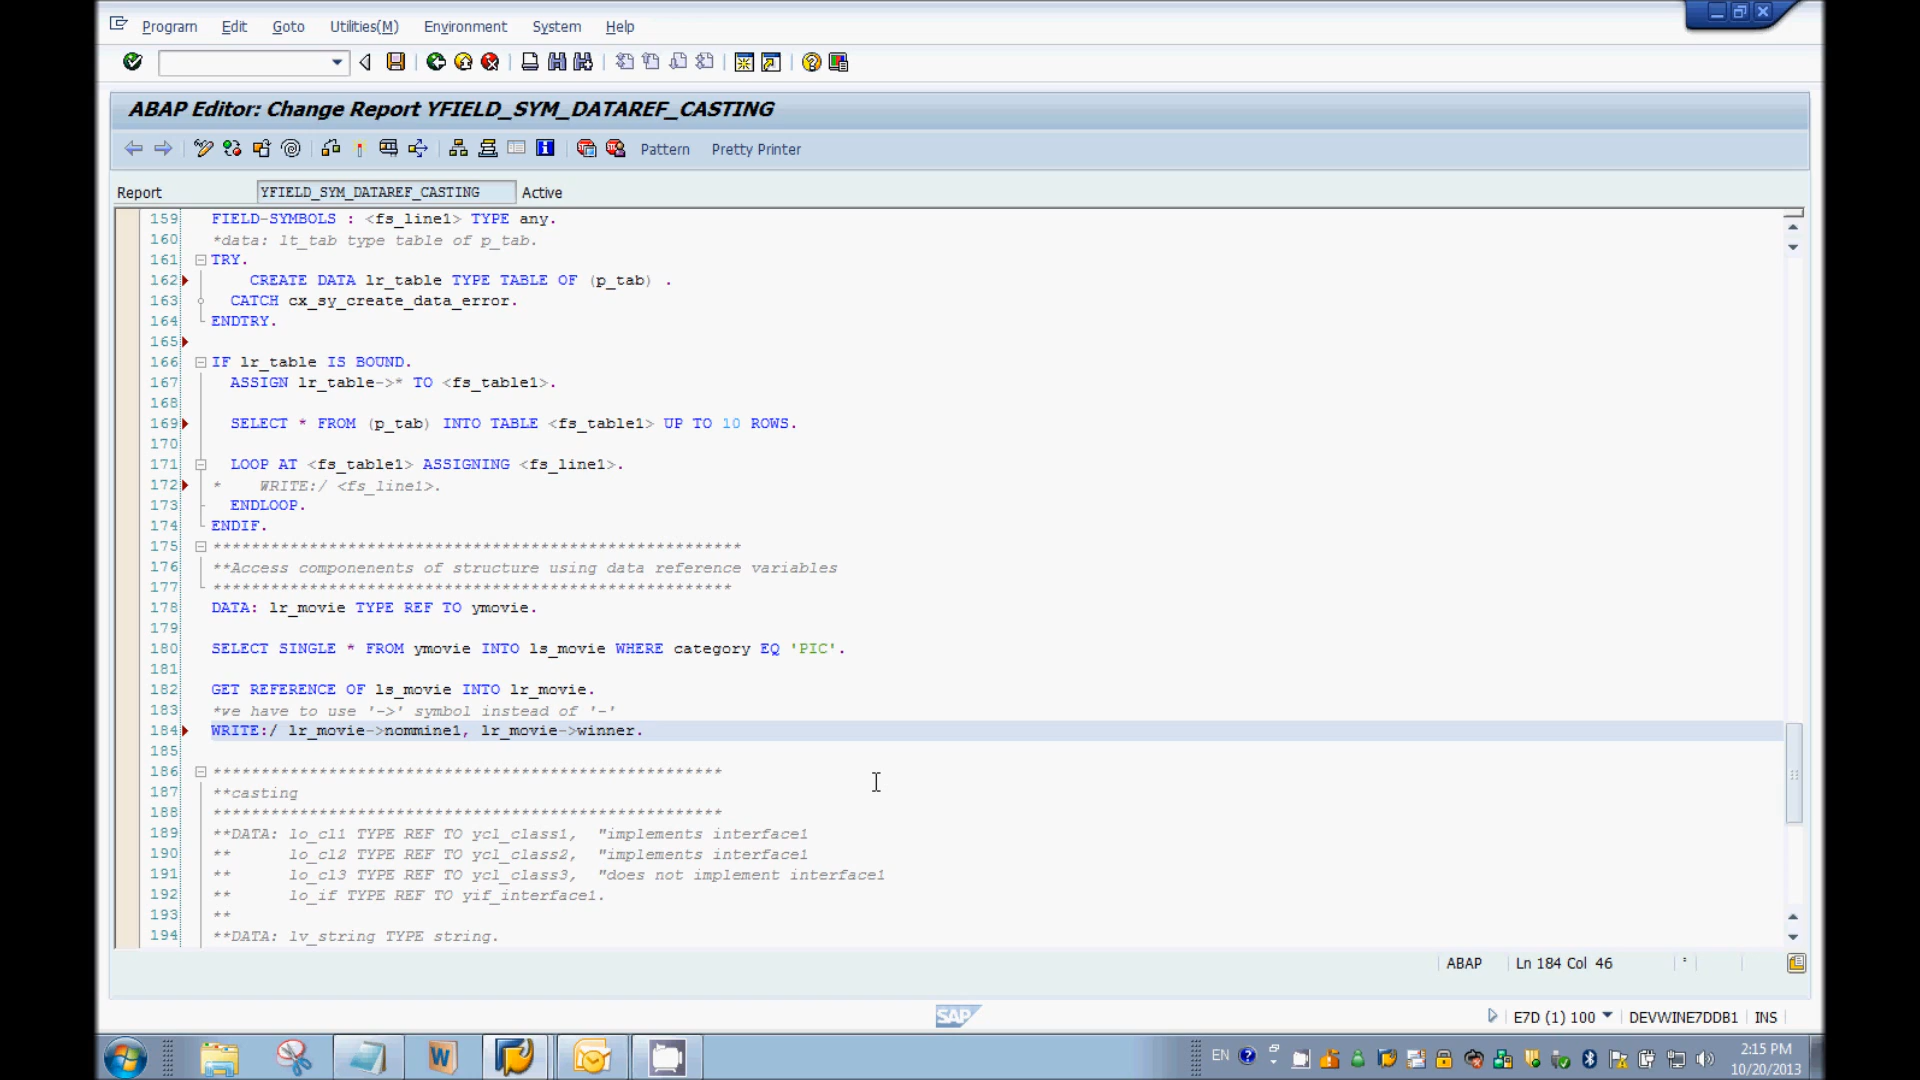 Program Edit Goto Utilities(M) Environment System Help
ABAP Editor: Change Report YFIELD_SYM_DATAREF_CASTING
Pattern Pretty Printer
Report YFIELD_SYM_DATAREF_CASTING Active
159 FIELD-SYMBOLS : <fs_line1> TYPE any.
160 *data: lt_tab type table of p_tab.
161 TRY.
162 CREATE DATA lr_table TYPE TABLE OF (p_tab) .
163 CATCH cx_sy_create_data_error.
164 ENDTRY.
165
166 IF lr_table IS BOUND.
167 ASSIGN lr_table->* TO <fs_table1>.
168
169 SELECT * FROM (p_tab) INTO TABLE <fs_table1> UP TO 10 ROWS.
170
171 LOOP AT <fs_table1> ASSIGNING <fs_line1>.
172 * WRITE:/ <fs_line1>.
173 ENDLOOP.
174 ENDIF.
175 *******************************************************
176 **Access componenents of structure using data reference variables
177 ******************************************************
178 DATA: lr_movie TYPE REF TO ymovie.
179
180 SELECT SINGLE * FROM ymovie INTO ls_movie WHERE category EQ 'PIC'.
181
182 GET REFERENCE OF ls_movie INTO lr_movie.
183 *we have to use '->' symbol instead of '-'
184 WRITE:/ lr_movie->nommine1, lr_movie->winner.
185
186 *****************************************************
187 **casting
188 *****************************************************
189 **DATA: lo_cl1 TYPE REF TO ycl_class1, "implements interface1
190 ** lo_cl2 TYPE REF TO ycl_class2, "implements interface1
191 ** lo_cl3 TYPE REF TO ycl_class3, "does not implement interface1
192 ** lo_if TYPE REF TO yif_interface1.
193 **
194 **DATA: lv_string TYPE string.
ABAP Ln 184 Col 46
SAP
E7D (1) 100 DEVWINE7DDB1 INS
EN
2:15 PM
10/20/2013